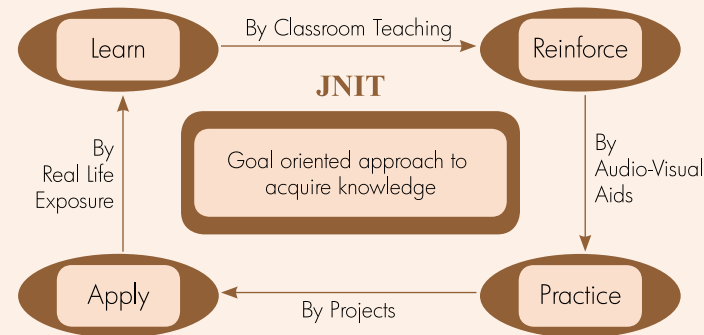 Learn
By Classroom Teaching
Reinforce
JNIT
Goal oriented approach to
acquire knowledge
By
Real Life
Exposure
By
Audio-Visual
Aids
Apply
By Projects
Practice